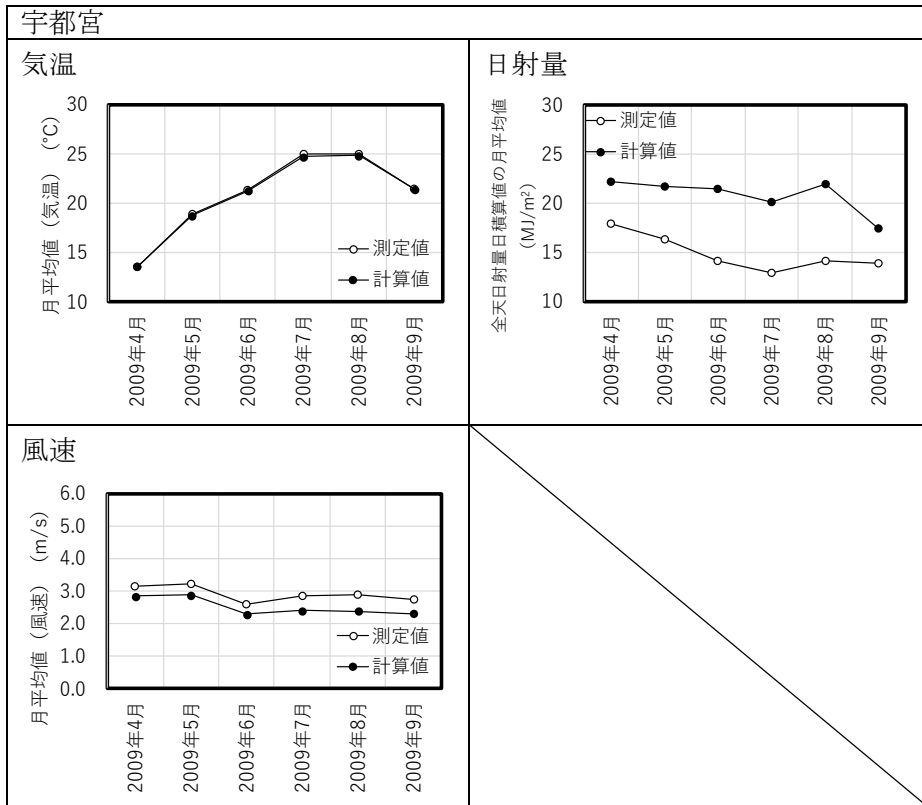 宇都宮
気温
30
25
20
15
10
月平均値（気温）（℃）
測定値
計算値
2009年4月
2009年5月
2009年6月
2009年7月
2009年8月
2009年9月
日射量
30
25
20
15
10
全天日射量日積算値の月平均値
（MJ/m²）
測定値
計算値
2009年4月
2009年5月
2009年6月
2009年7月
2009年8月
2009年9月
風速
6.0
5.0
4.0
3.0
2.0
1.0
0.0
月平均値（風速）（m/s）
測定値
計算値
2009年4月
2009年5月
2009年6月
2009年7月
2009年8月
2009年9月